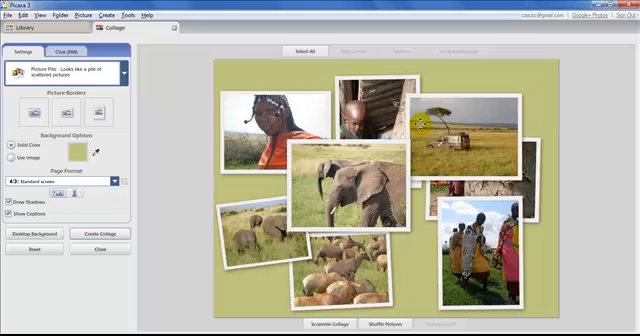 Picasa 3
File Edit View Folder Picture Create Tools Help
Google+ Photos Sign Out
Library
Collage
Settings
Clips (266)
Select All
Picture Pile: Looks like a pile of
scattered pictures
Picture Borders
Background Options
Solid Color
Use Image
Page Format
4:3: Standard screen
Draw Shadows
Show Captions
Desktop Background
Create Collage
Reset
Close
Scramble Collage
Shuffle Pictures